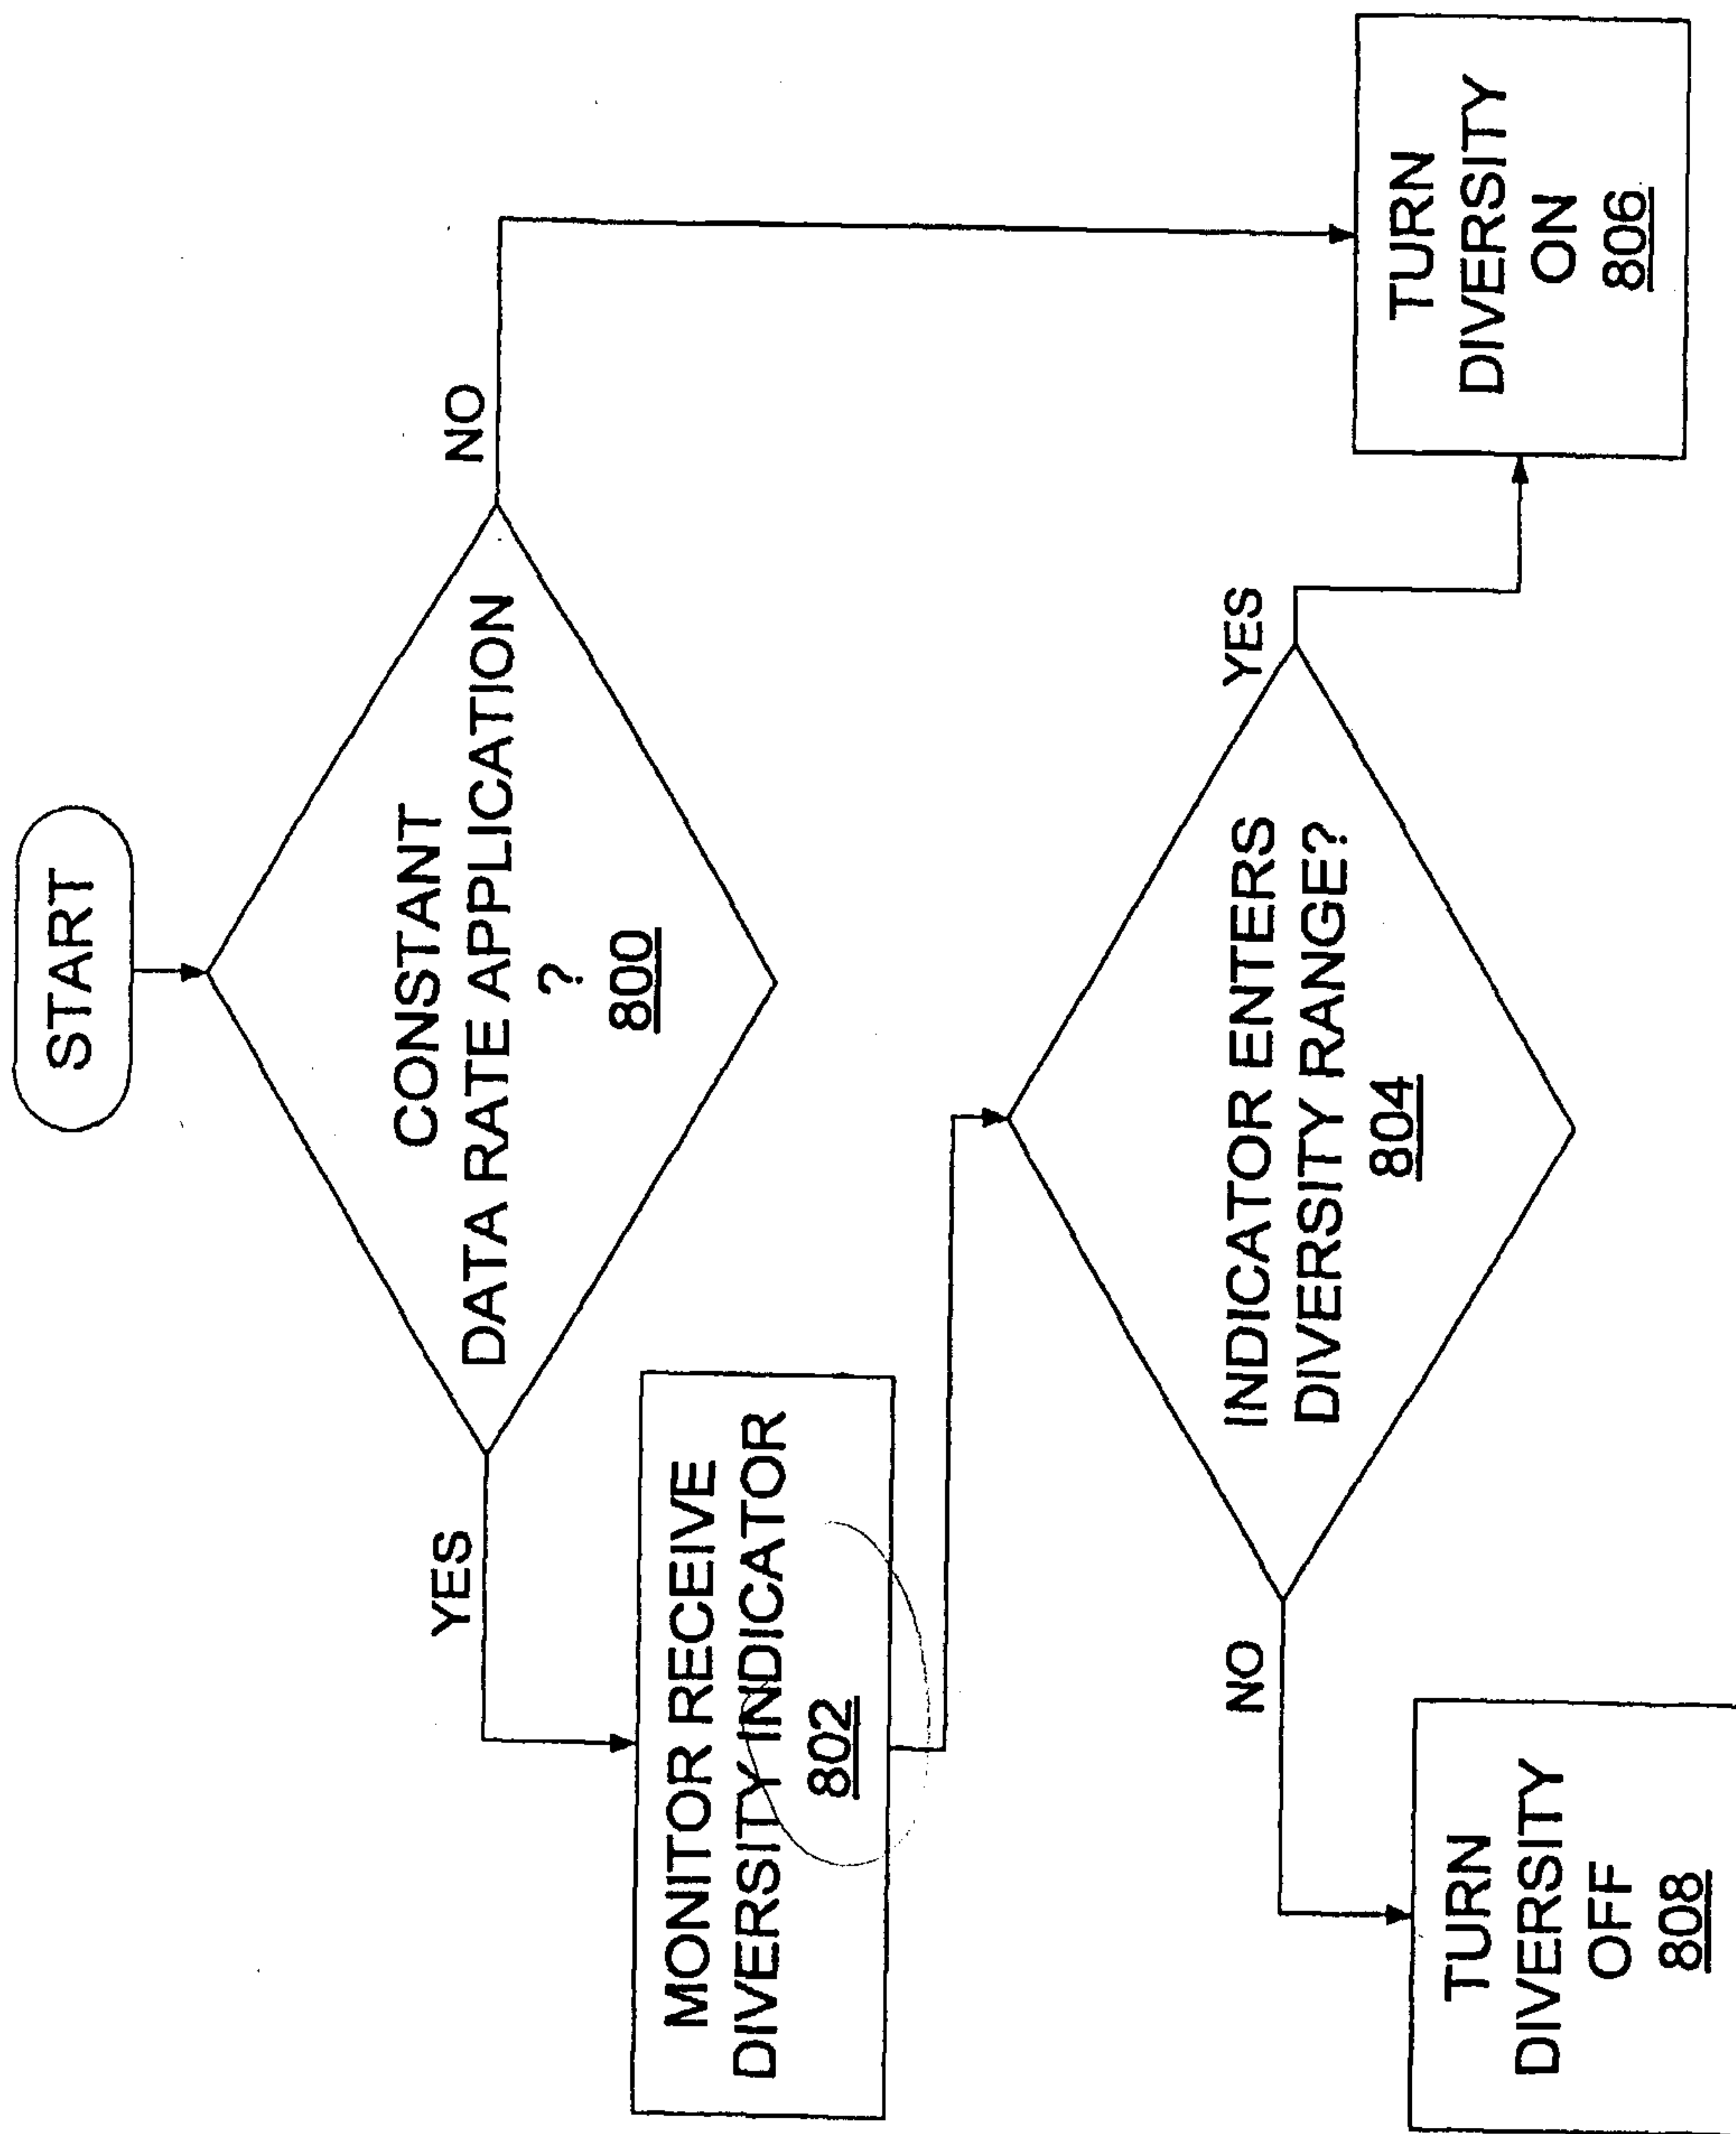 START
CONSTANT
DATA RATE APPLICATION
?
800
YES
NO
MONITOR RECEIVE
DIVERSITY INDICATOR
802
INDICATOR ENTERS
DIVERSITY RANGE?
804
NO
YES
TURN
DIVERSITY
OFF
808
TURN
DIVERSITY
ON
806